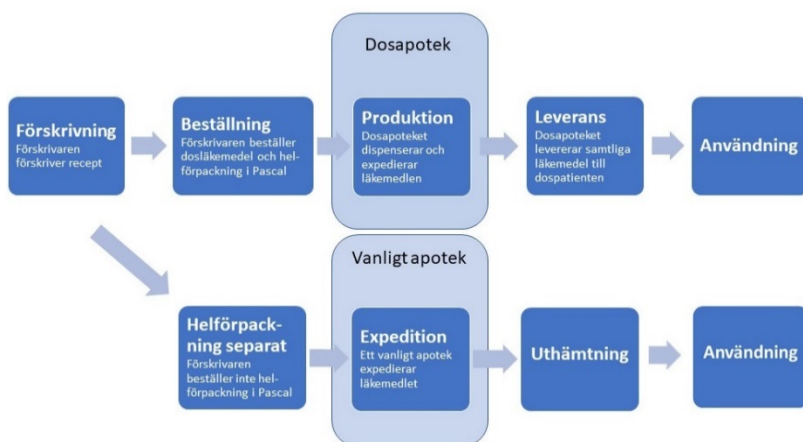 Dosapotek
Förskrivning
Förskrivaren
förskriver recept
Beställning
Förskrivaren beställer
dosläkemedel och hel-
förpackning i Pascal
Produktion
Dosapoteket
dispenserar och
expedierar
läkemedlen
Leverans
Dosapoteket
levererar samtliga
läkemedel till
dospatienten
Användning
Vanligt apotek
Helförpack-
ning separat
Förskrivaren
beställer inte hel-
förpackning i Pascal
Expedition
Ett vanligt apotek
expedierar
läkemedlet
Uthämtning
Användning